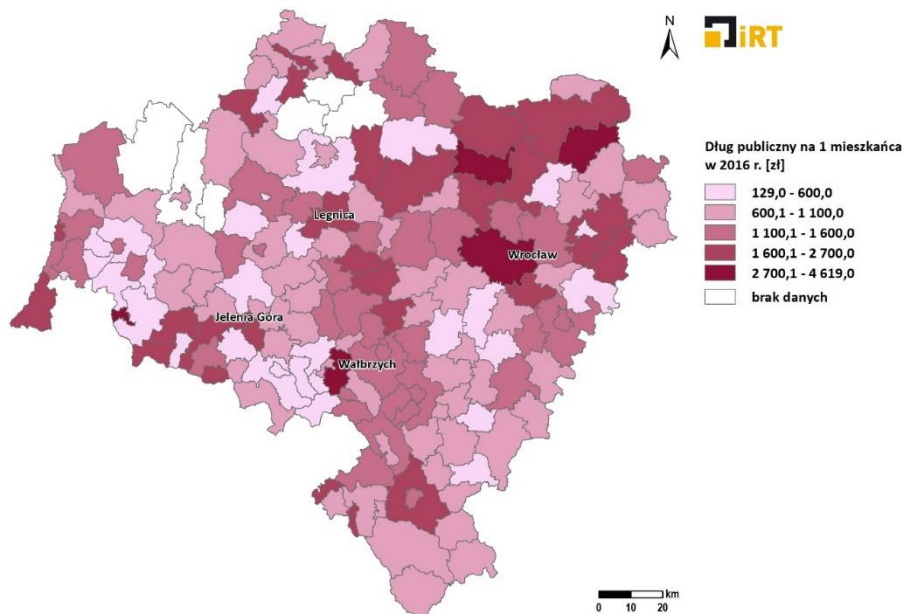 N
iRT
Dług publiczny na 1 mieszkańca
w 2016 r. [zł]
129,0 - 600,0
600,1 - 1 100,0
1 100,1 - 1 600,0
1 600,1 - 2 700,0
2 700,1 - 4 619,0
brak danych
Legnica
Wrocław
Jelenia Góra
Wałbrzych
km
0 10 20